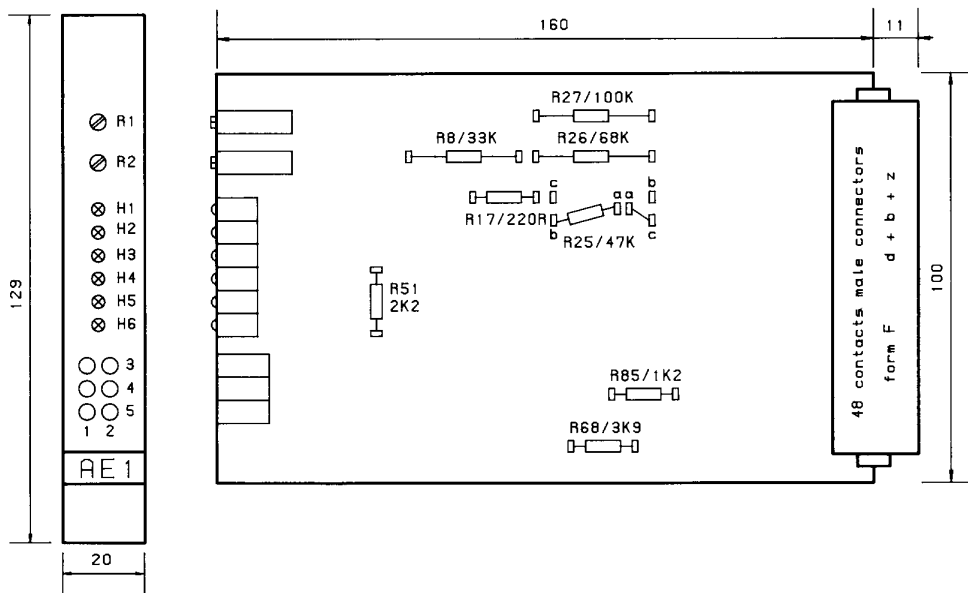 160
11
129
R1
R2
H1
H2
H3
H4
H5
H6
3
4
5
1 2
AE1
20
R27/100K
R8/33K
R26/68K
c
a a
b
R17/220R
b
R25/47K
c
R51
2K2
R85/1K2
R68/3K9
48 contacts male connectors
form F d + b + z
100